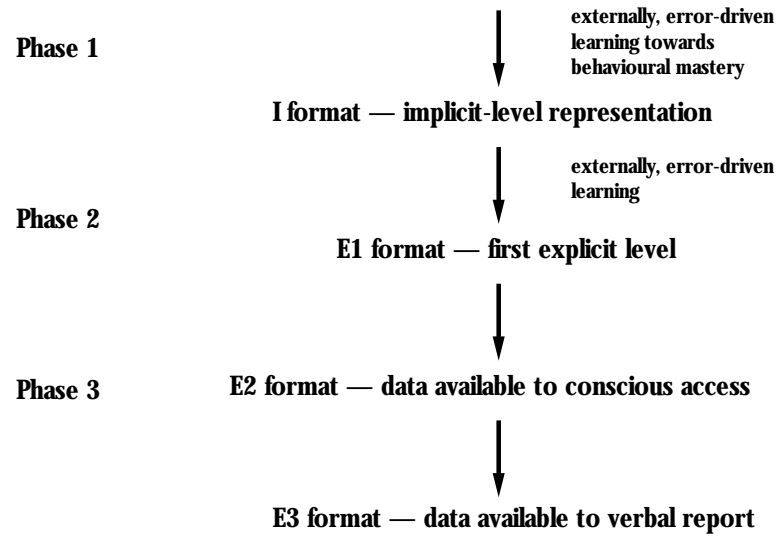 Phase 1
externally, error-driven
learning towards
behavioural mastery
I format — implicit-level representation
externally, error-driven
learning
Phase 2
E1 format — first explicit level
Phase 3
E2 format — data available to conscious access
E3 format — data available to verbal report